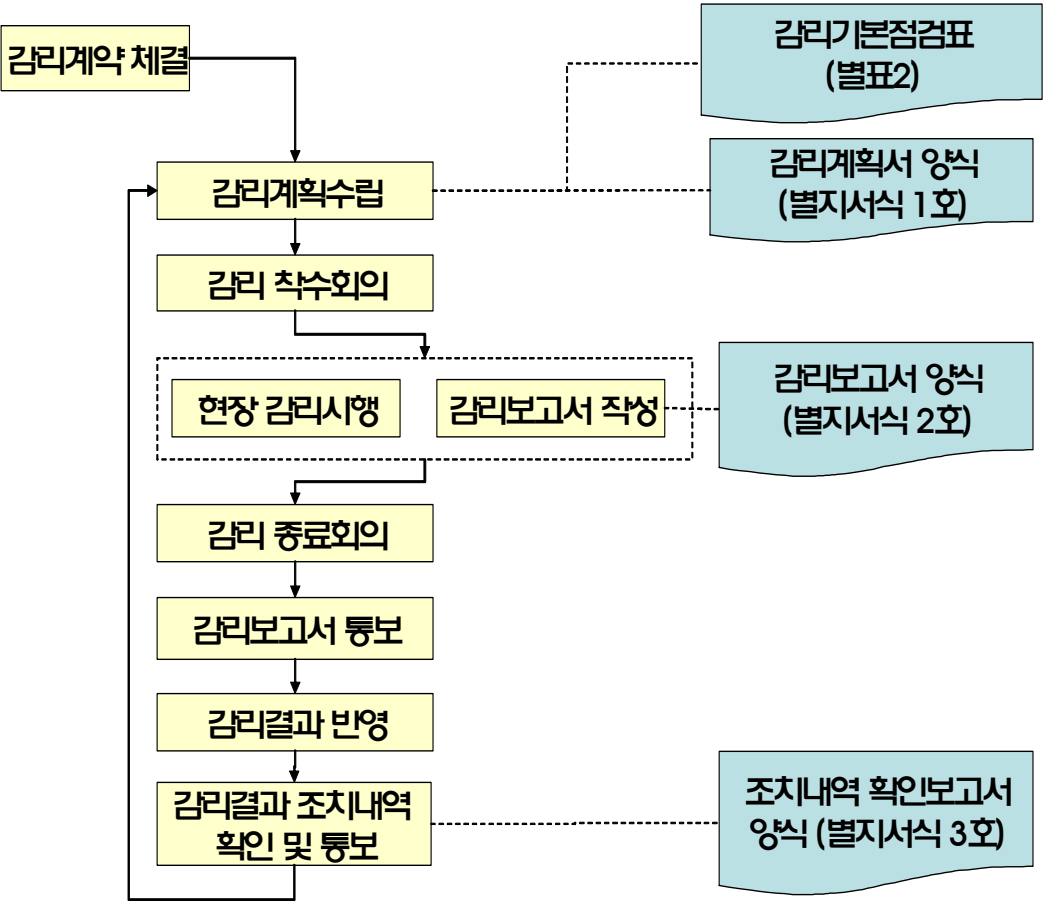 감리계약 체결
감리기본점검표
(별표2)
감리계획수립
감리계획서 양식
(별지서식 1호)
감리 착수회의
현장 감리시행
감리보고서 작성
감리보고서 양식
(별지서식 2호)
감리 종료회의
감리보고서 통보
감리결과 반영
감리결과 조치내역
확인 및 통보
조치내역 확인보고서
양식 (별지서식 3호)